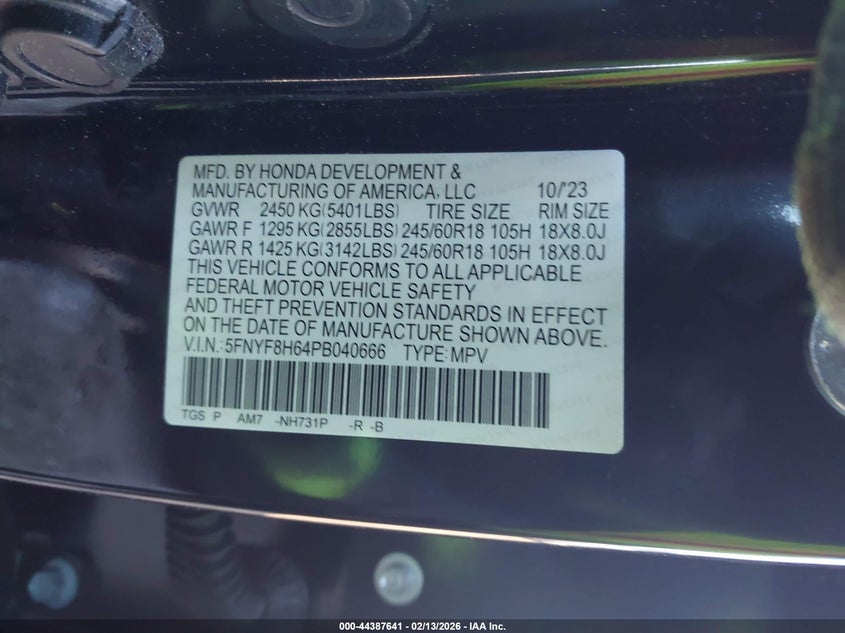 MFD. BY HONDA DEVELOPMENT &
MANUFACTURING OF AMERICA, LLC 10/'23
GVWR 2450 KG(5401LBS) TIRE SIZE RIM SIZE
GAWR F 1295 KG(2855LBS) 245/60R18 105H 18X8.0J
GAWR R 1425 KG(3142LBS) 245/60R18 105H 18X8.0J
THIS VEHICLE CONFORMS TO ALL APPLICABLE
FEDERAL MOTOR VEHICLE SAFETY
AND THEFT PREVENTION STANDARDS IN EFFECT
ON THE DATE OF MANUFACTURE SHOWN ABOVE.
V.I.N.:5FNYF8H64PB040666 TYPE:MPV
TGS P AM7 -NH731P -R -B
000-44387641 - 02/13/2026 - IAA Inc.